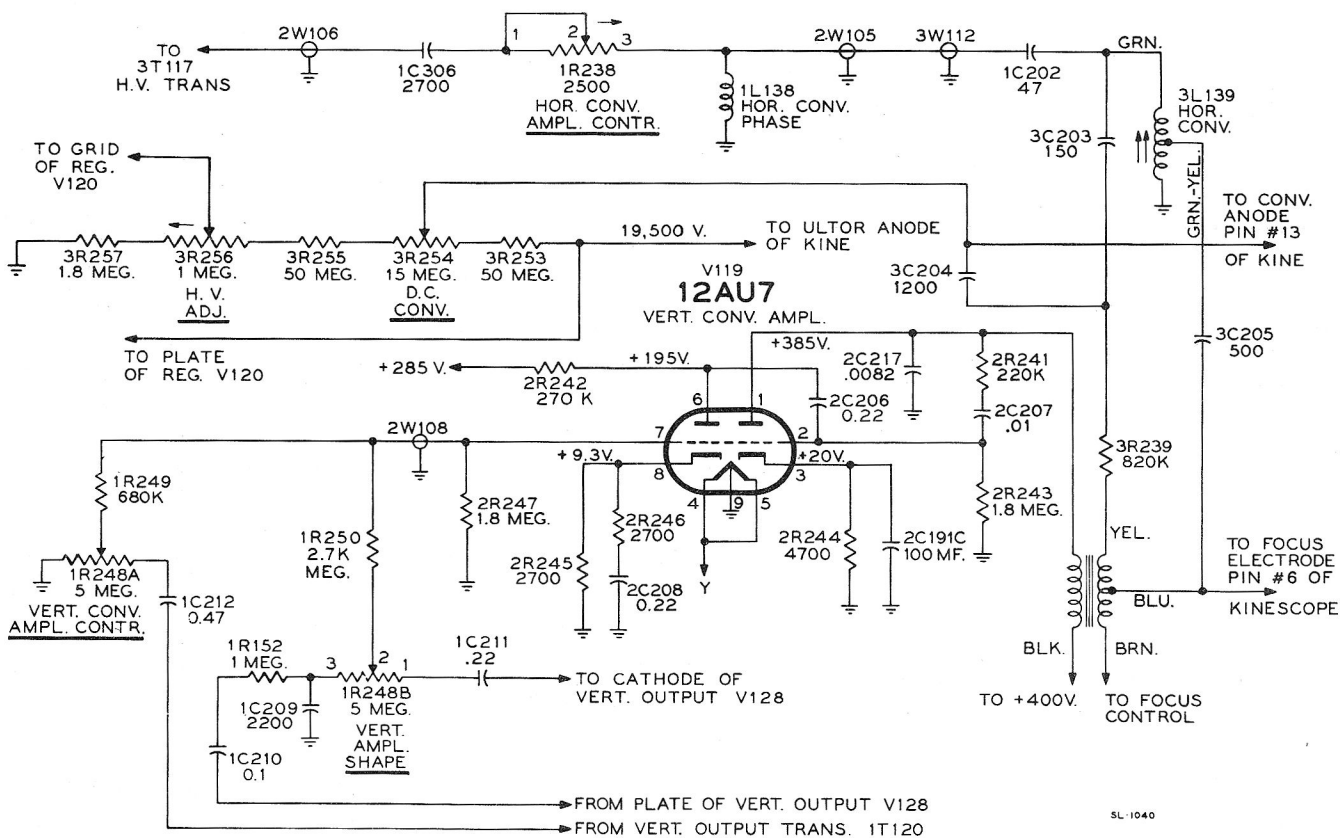 TO
3T117
H.V. TRANS
2W106
1C306
2700
1
2
3
1R238
2500
HOR. CONV.
AMPL. CONTR.
1L138
HOR. CONV.
PHASE
2W105
3W112
1C202
47
GRN.
3L139
HOR.
CONV.
3C203
150
GRN.-YEL.
TO GRID
OF REG.
V120
3R257
1.8 MEG.
3R256
1 MEG.
H. V.
ADJ.
3R255
50 MEG.
3R254
15 MEG.
D.C.
CONV.
3R253
50 MEG.
19,500 V.
TO ULTOR ANODE
OF KINE
TO CONV.
ANODE
PIN #13
OF KINE
3C204
1200
V119
12AU7
VERT. CONV. AMPL.
TO PLATE
OF REG. V120
+285 V.
2R242
270 K
+195V.
+385V.
2C217
.0082
2R241
220K
3C205
500
6
1
2C206
0.22
2C207
.01
2W108
7
2
+9.3V.
8
+20V.
3
4
9
5
3R239
820K
1R249
680K
2R247
1.8 MEG.
2R246
2700
2R243
1.8 MEG.
1R250
2.7K
MEG.
2R245
2700
2C208
0.22
Y
2R244
4700
2C191C
100 MF.
YEL.
TO FOCUS
ELECTRODE
PIN #6 OF
KINESCOPE
BLU.
1R248A
5 MEG.
VERT. CONV.
AMPL. CONTR.
1C212
0.47
1R152
1 MEG.
3
2
1
1C211
.22
TO CATHODE OF
VERT. OUTPUT V128
BLK.
BRN.
1C209
2200
1R248B
5 MEG.
VERT.
AMPL.
SHAPE
TO +400V.
TO FOCUS
CONTROL
1C210
0.1
FROM PLATE OF VERT. OUTPUT V128
FROM VERT. OUTPUT TRANS. 1T120
SL-1040